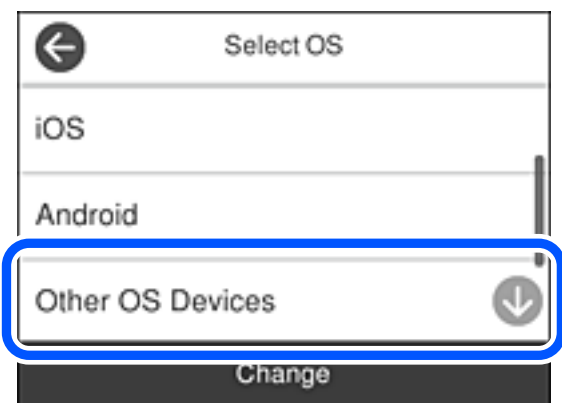 Select OS
iOS
Android
Other OS Devices
Change